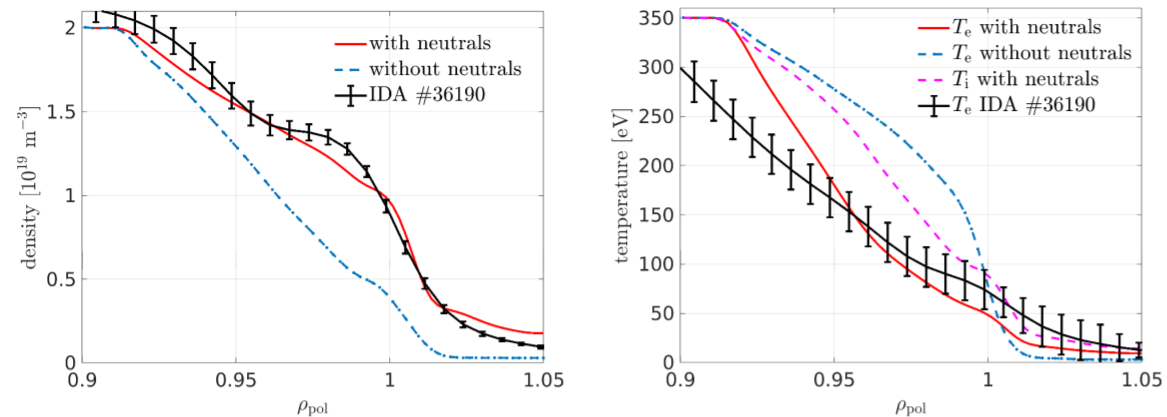 2
1.5
1
0.5
0
0.9
0.95
1
1.05
density [10¹⁹ m⁻³]
ρpol
with neutrals
without neutrals
IDA #36190
350
300
250
200
150
100
50
0
0.9
0.95
1
1.05
temperature [eV]
ρpol
Te with neutrals
Te without neutrals
Ti with neutrals
Te IDA #36190